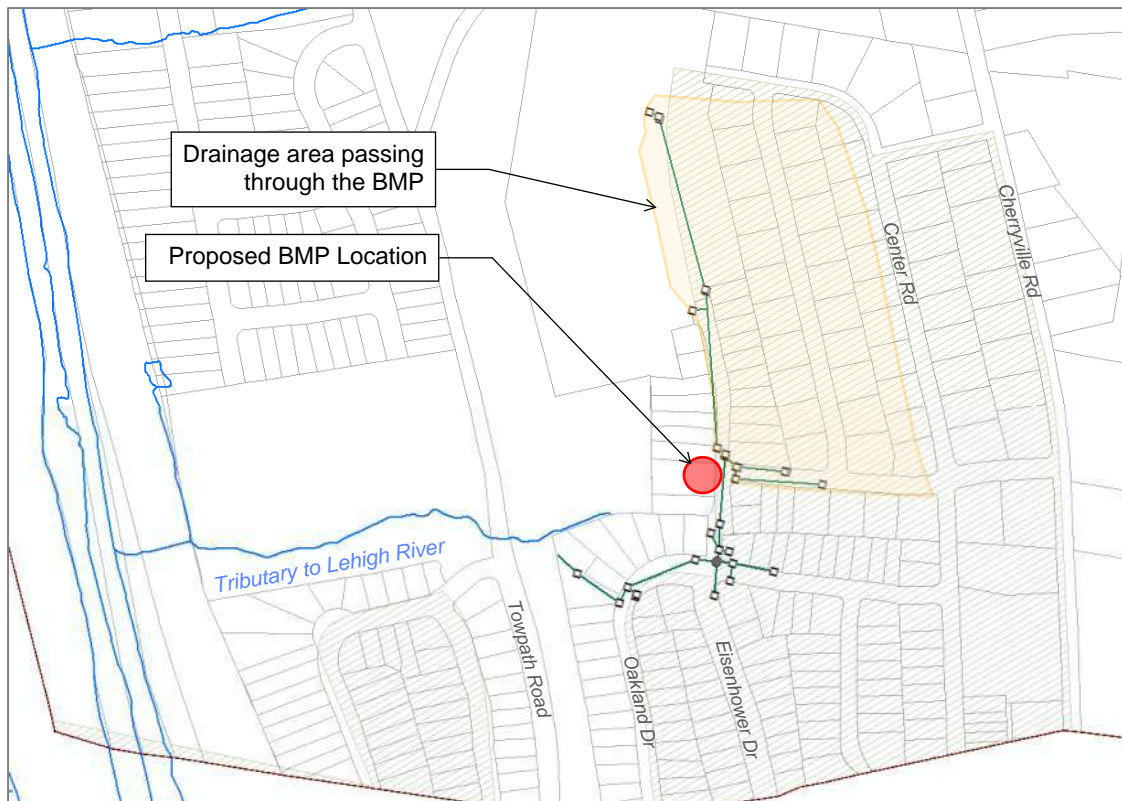 Drainage area passing
through the BMP
Proposed BMP Location
Center Rd
Cherryville Rd
Tributary to Lehigh River
Towpath Road
Oakland Dr
Eisenhower Dr